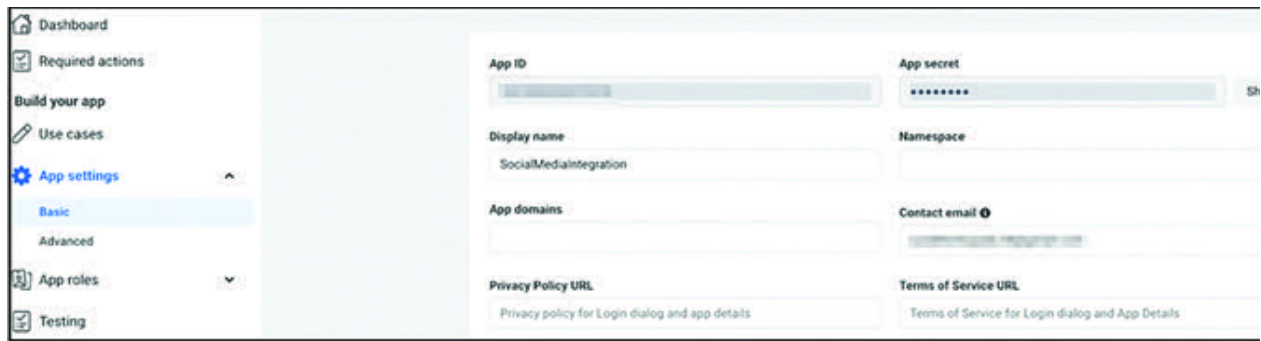 Dashboard
Required actions
Build your app
Use cases
App settings
Basic
Advanced
App roles
Testing
App ID
App secret
••••••••
Sh
Display name
SocialMediaIntegration
Namespace
App domains
Contact email
Privacy Policy URL
Privacy policy for Login dialog and app details
Terms of Service URL
Terms of Service for Login dialog and App Details